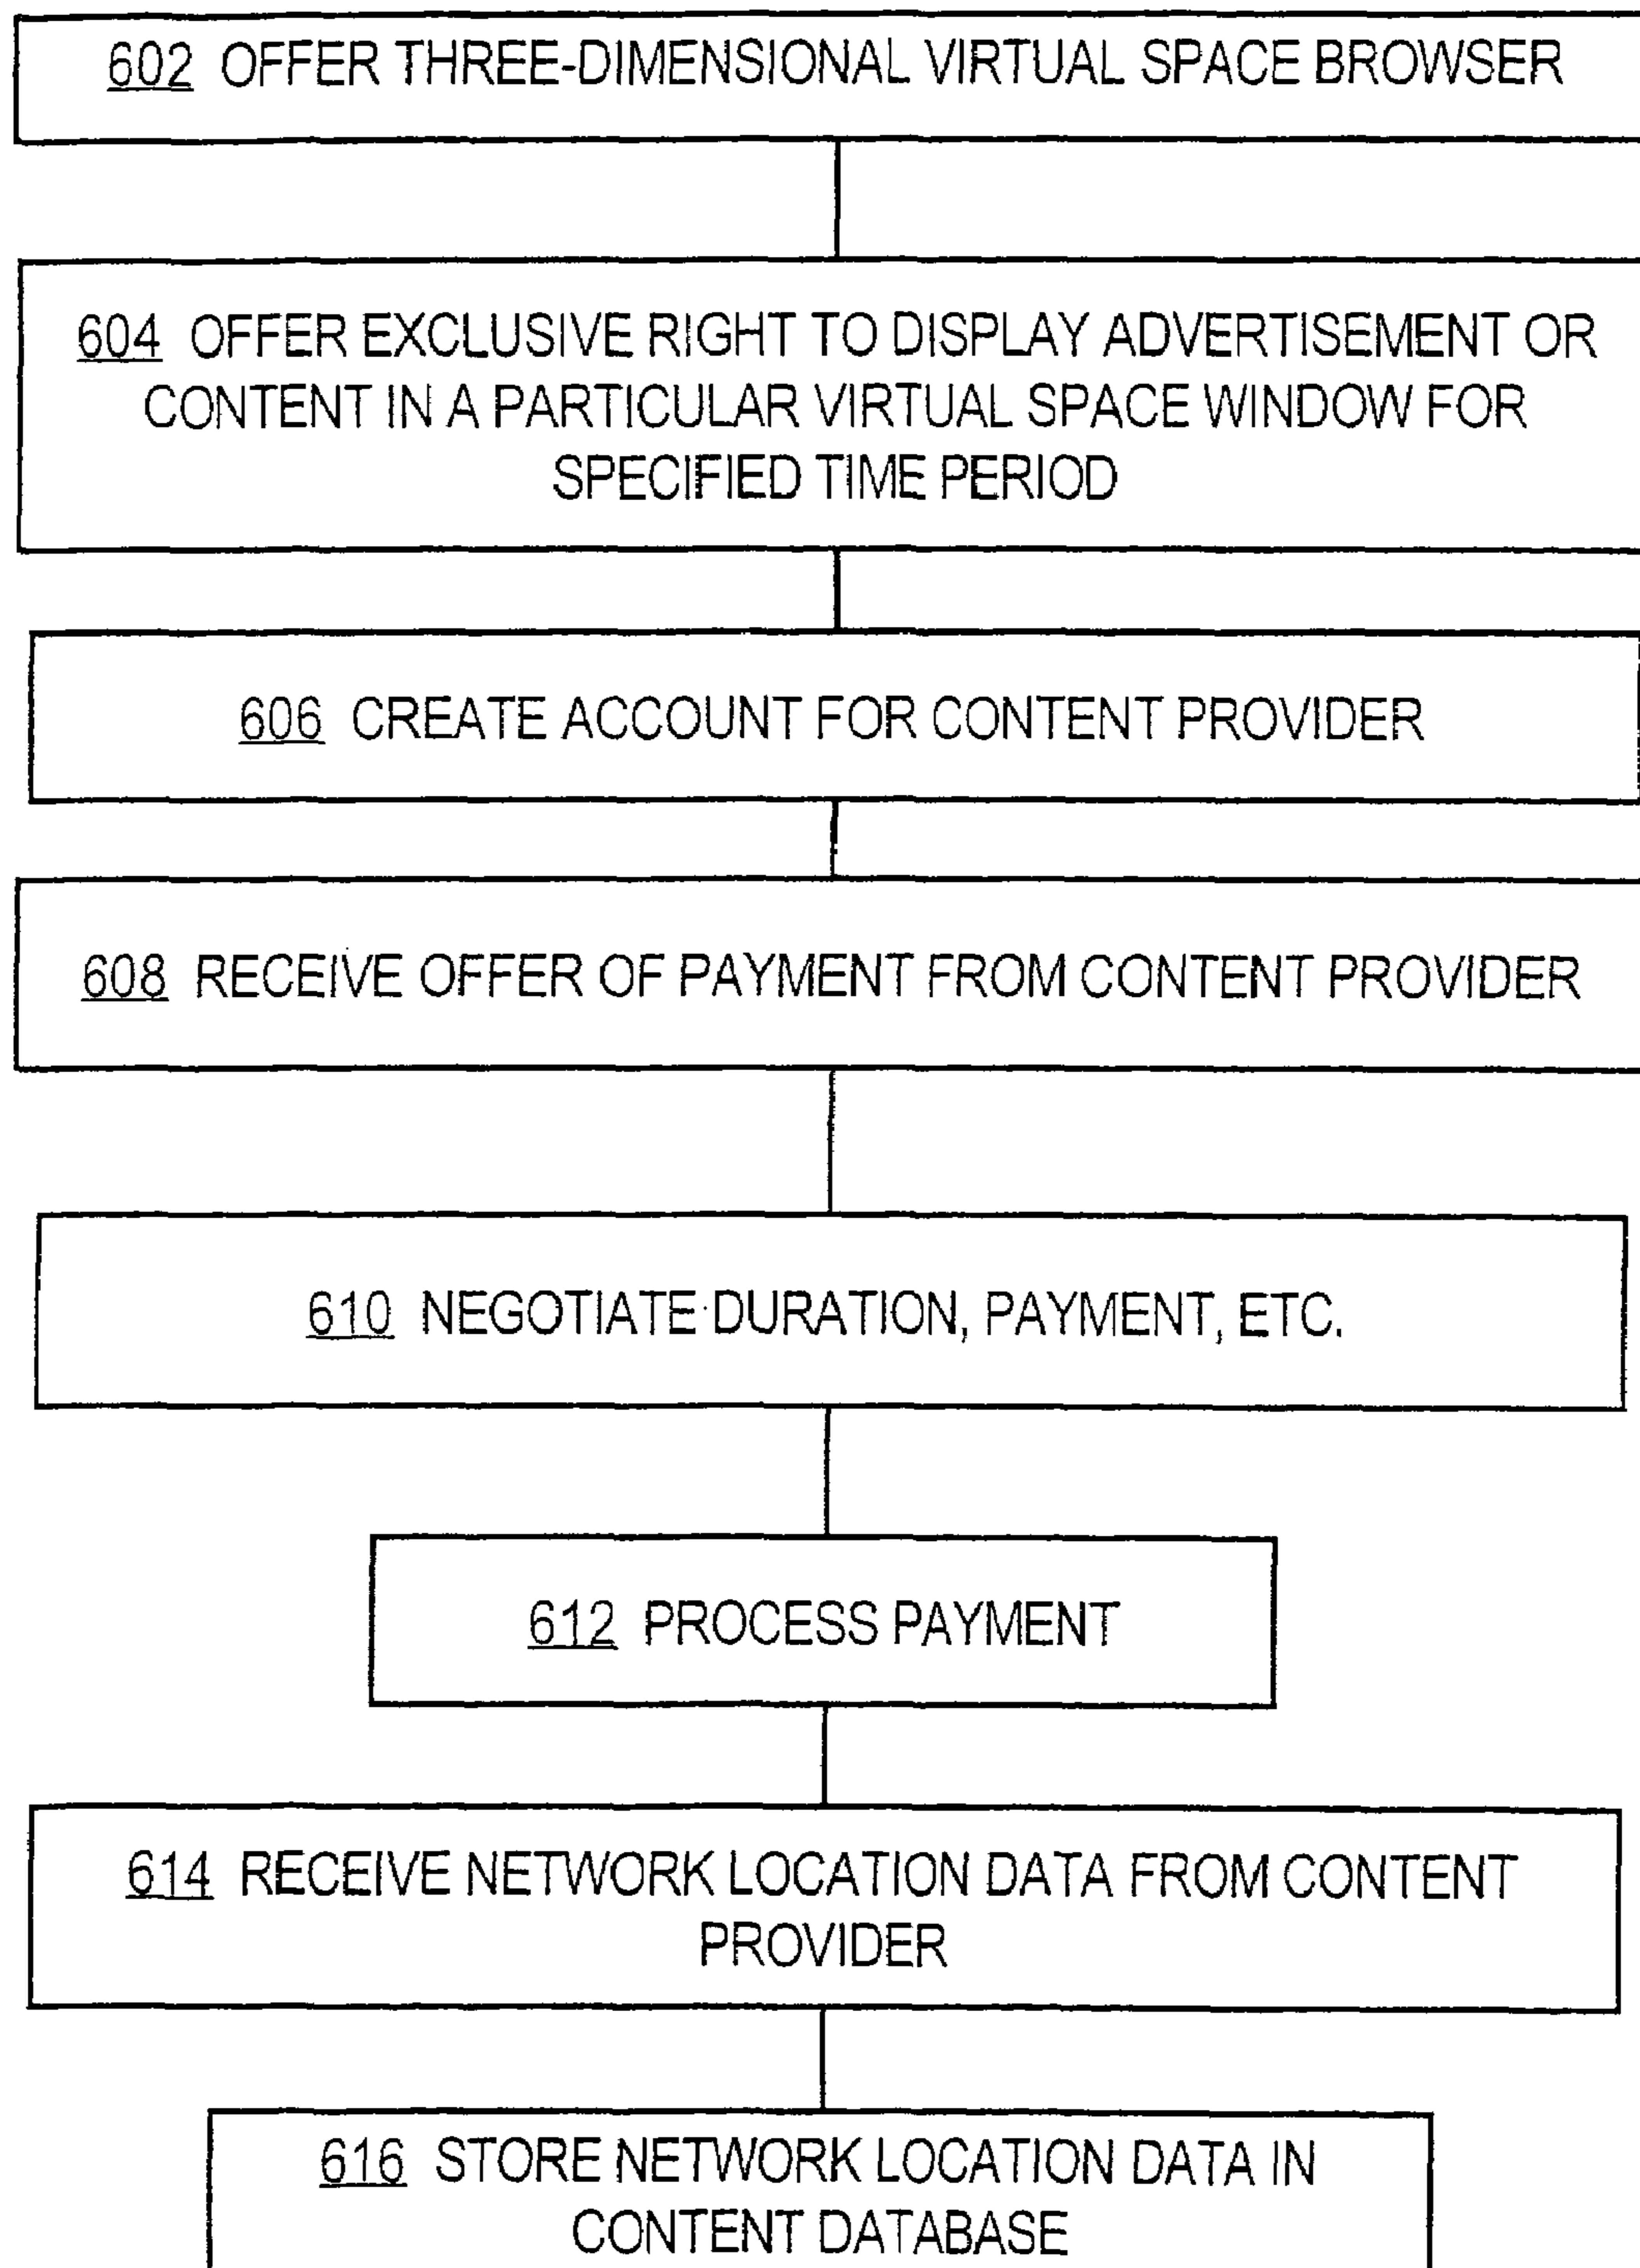 602 OFFER THREE-DIMENSIONAL VIRTUAL SPACE BROWSER
604 OFFER EXCLUSIVE RIGHT TO DISPLAY ADVERTISEMENT OR
CONTENT IN A PARTICULAR VIRTUAL SPACE WINDOW FOR
SPECIFIED TIME PERIOD
606 CREATE ACCOUNT FOR CONTENT PROVIDER
608 RECEIVE OFFER OF PAYMENT FROM CONTENT PROVIDER
610 NEGOTIATE DURATION, PAYMENT, ETC.
612 PROCESS PAYMENT
614 RECEIVE NETWORK LOCATION DATA FROM CONTENT
PROVIDER
616 STORE NETWORK LOCATION DATA IN
CONTENT DATABASE